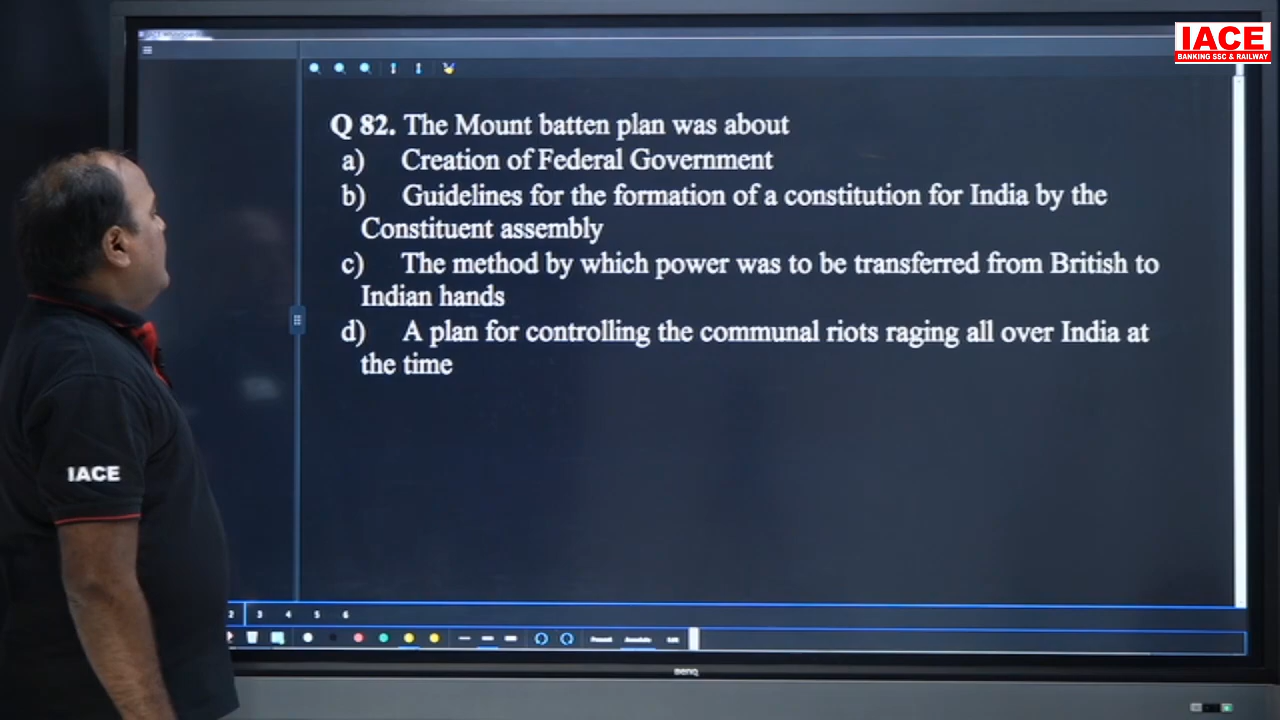 IACE
BANKING SSC & RAILWAY
Q 82. The Mount batten plan was about
a) Creation of Federal Government
b) Guidelines for the formation of a constitution for India by the
Constituent assembly
c) The method by which power was to be transferred from British to
Indian hands
d) A plan for controlling the communal riots raging all over India at
the time
IACE
2 3 4 5 6
BenQ